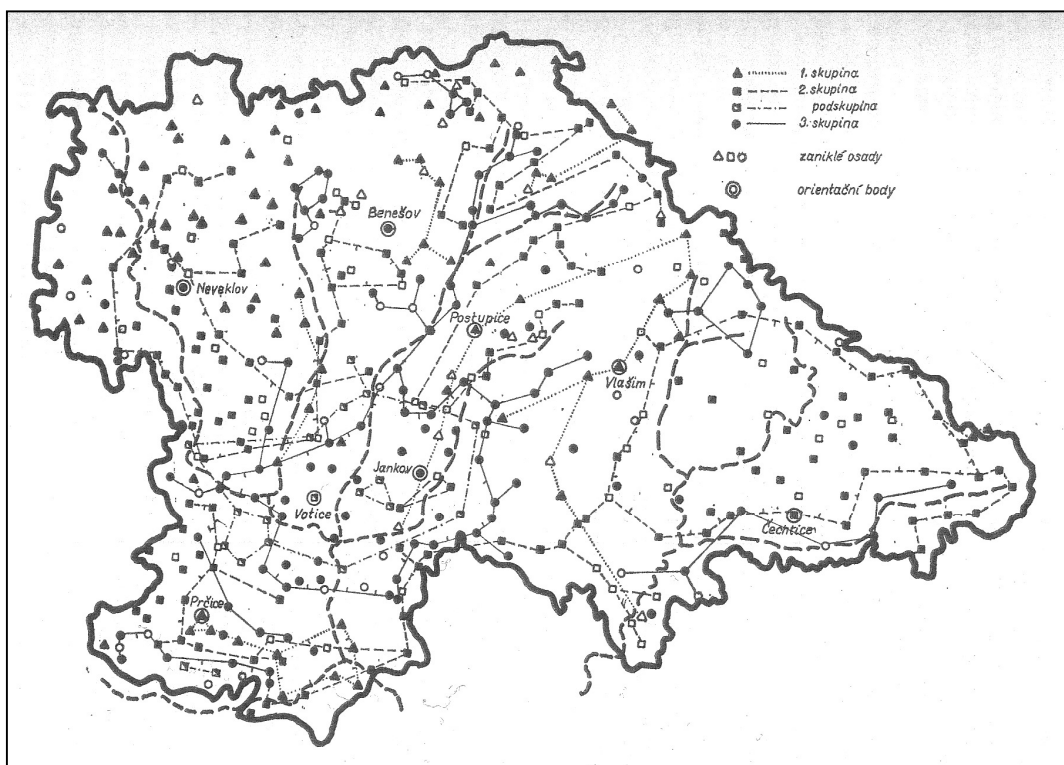 1. skupina
2. skupina
podskupina
3. skupina
zaniklé osady
orientační body
Benešov
Neveklov
Postupice
Vlašim
Jankov
Votice
Čechtice
Prčice